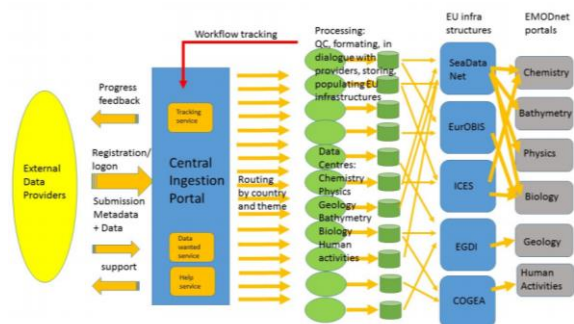 Workflow tracking
Processing:
QC, formating, in
dialogue with
providers, storing,
populating EU
infrastructures
EU infra
structures
EMODnet
portals
Progress
feedback
Tracking
service
SeaData
Net
Chemistry
Registration/
logon
Central
Ingestion
Portal
EurOBIS
Bathymetry
External
Data
Providers
Routing
by country
and theme
Data
Centres:
Chemistry
Physics
Geology
Bathymetry
Biology
Human
activities
Physics
ICES
Biology
Submission
Metadata
+ Data
Data
wanted
service
EGDI
Geology
support
Help
service
COGEA
Human
Activities